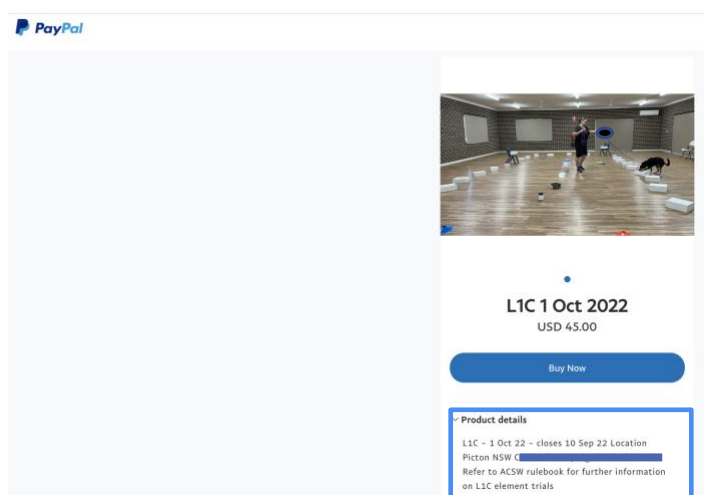 PayPal
L1C 1 Oct 2022
USD 45.00
Buy Now
Product details
L1C - 1 Oct 22 - closes 10 Sep 22 Location
Picton NSW C
Refer to ACSW rulebook for further information
on L1C element trials